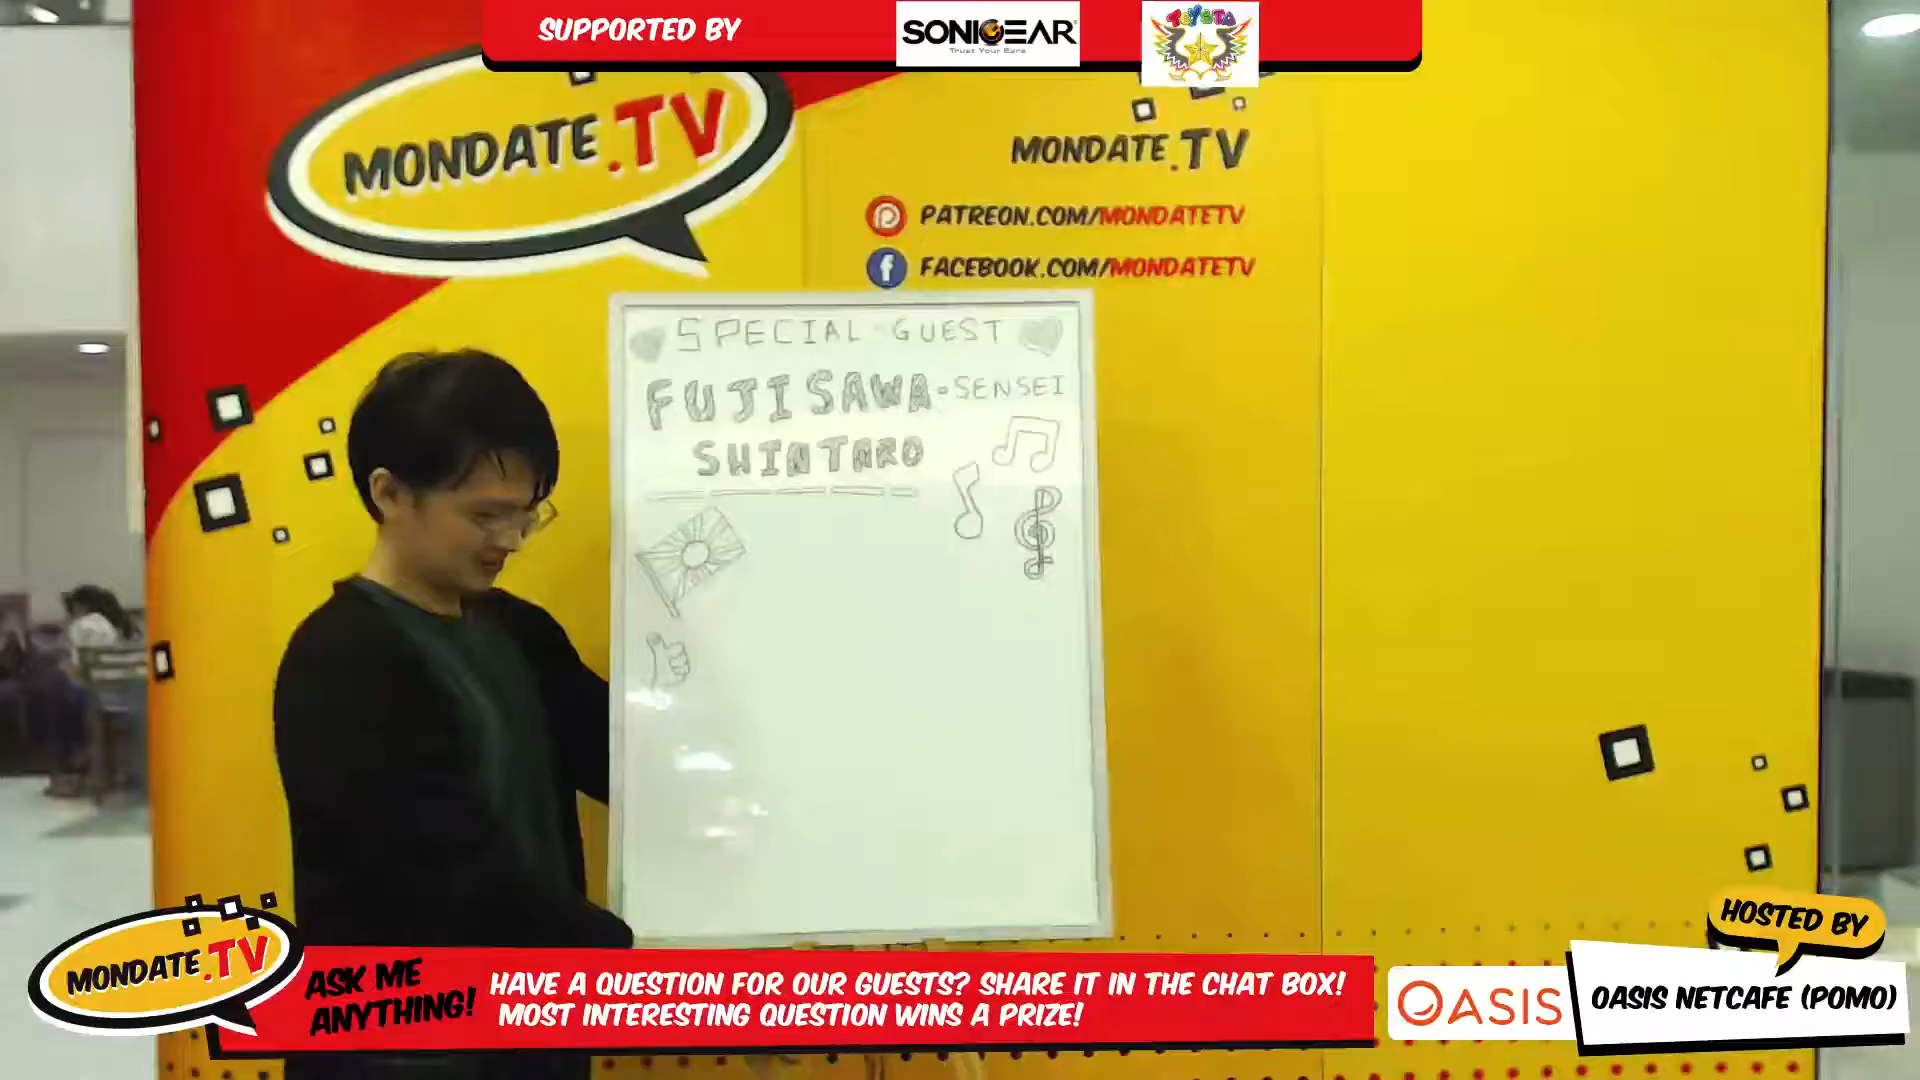 SUPPORTED BY
SONICGEAR
Trust Your Ears
TOYSTA
MONDATE.TV
MONDATE.TV
PATREON.COM/MONDATETV
FACEBOOK.COM/MONDATETV
SPECIAL GUEST
FUJISAWA-SENSEI
SHINTARO
HOSTED BY
MONDATE.TV
ASK ME
ANYTHING!
HAVE A QUESTION FOR OUR GUESTS? SHARE IT IN THE CHAT BOX!
MOST INTERESTING QUESTION WINS A PRIZE!
OASIS
OASIS NETCAFE (POMO)